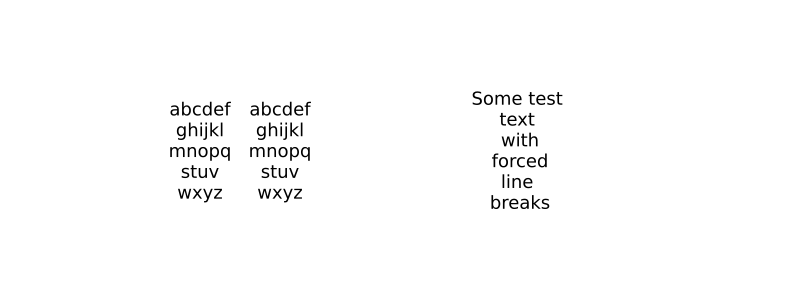 abcdef
ghijkl
mnopq
stuv
wxyz
abcdef
ghijkl
mnopq
stuv
wxyz
Some test
text
with
forced
line
breaks